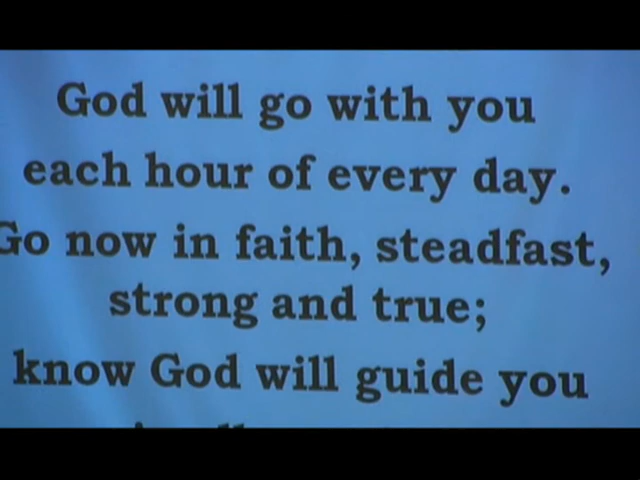 God will go with you
each hour of every day.
Go now in faith, steadfast,
strong and true;
know God will guide you